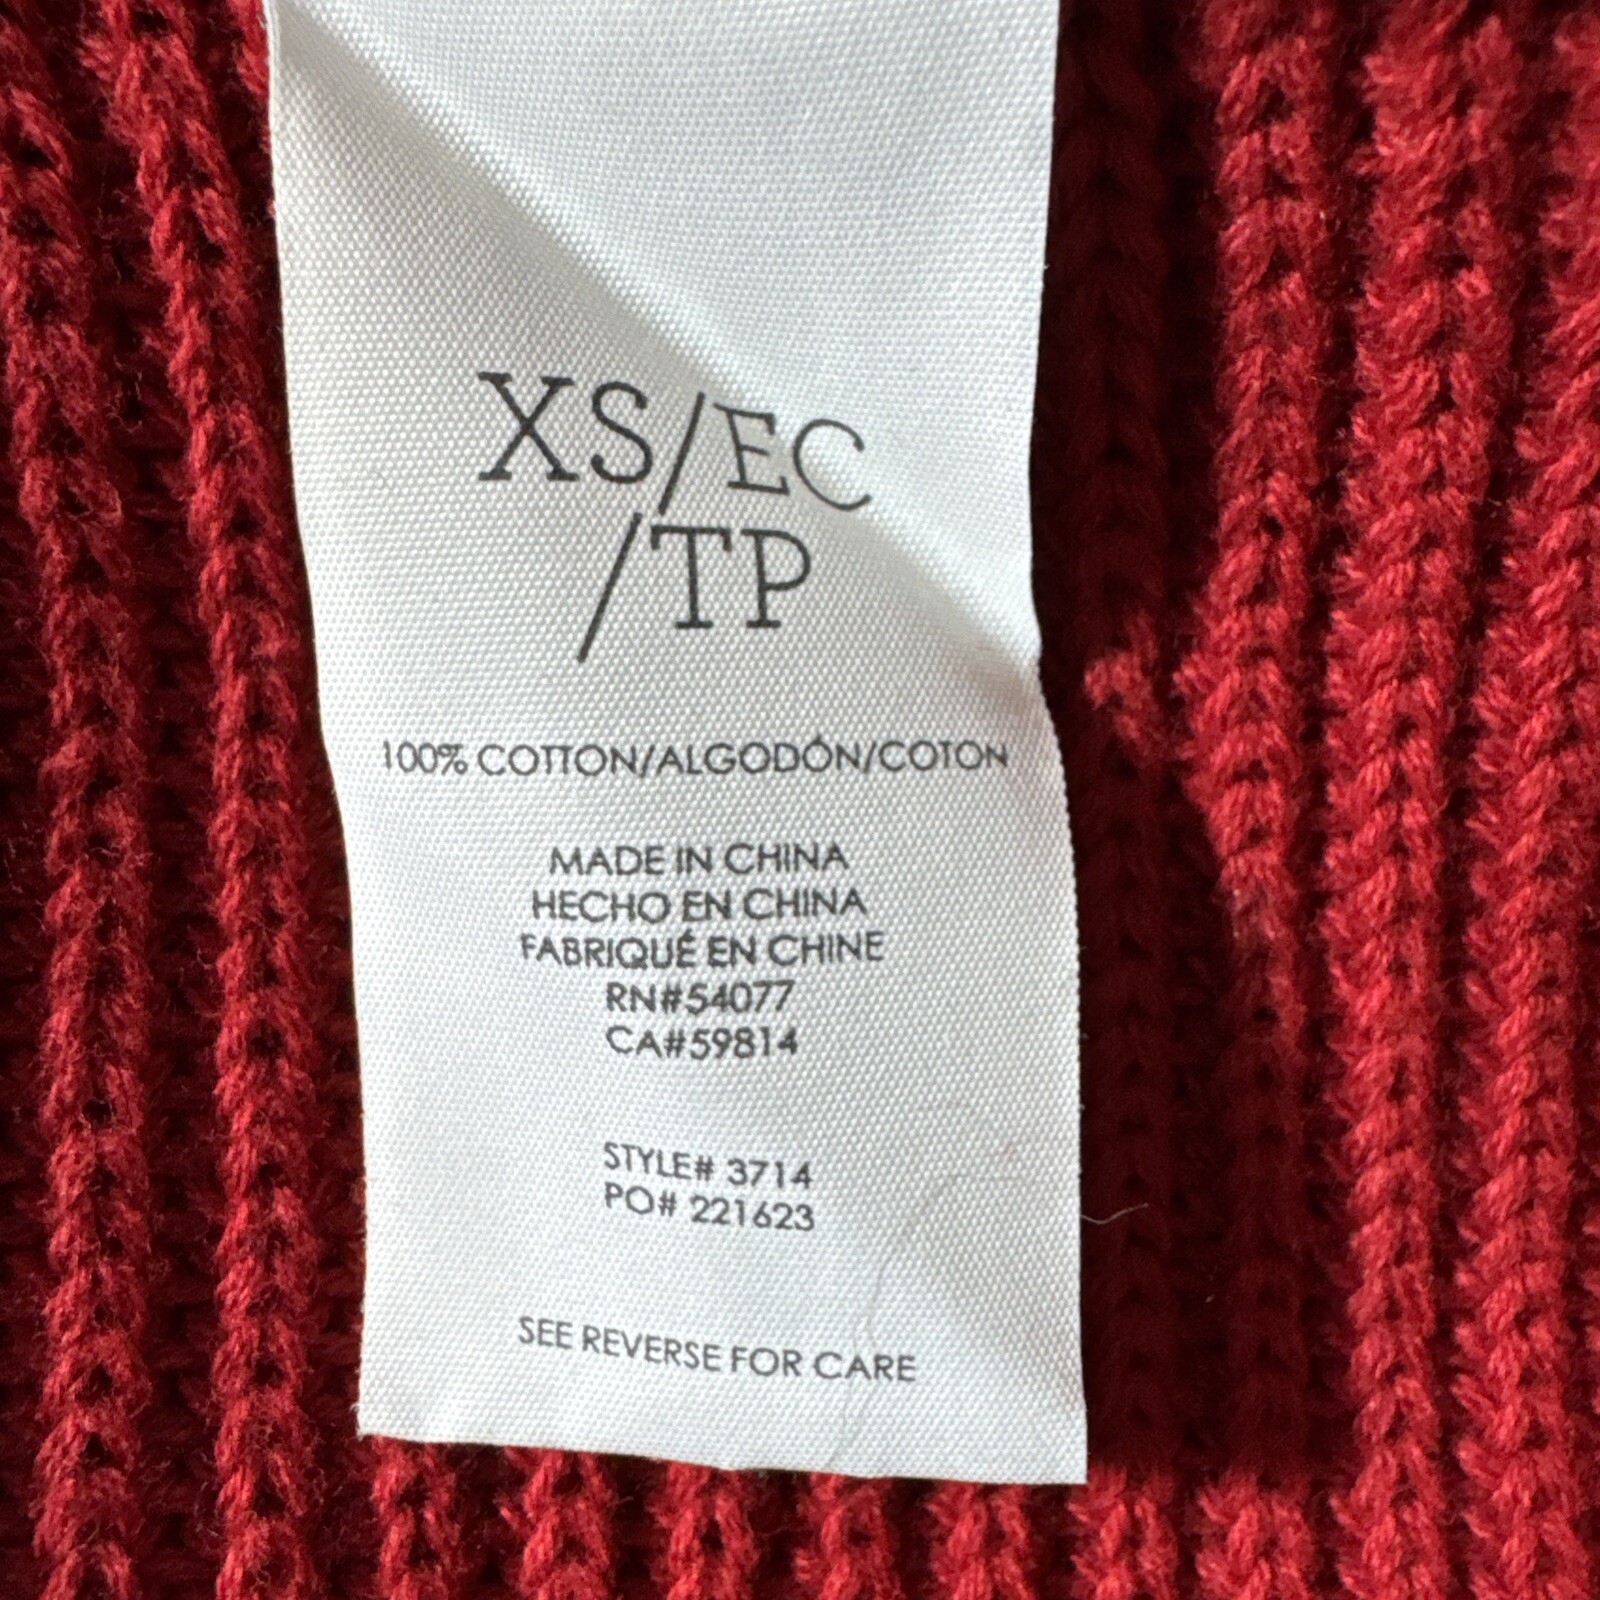 XS/EC
/TP
100% COTTON/ALGODÓN/COTON
MADE IN CHINA
HECHO EN CHINA
FABRIQUÉ EN CHINE
RN#54077
CA#59814
STYLE# 3714
PO# 221623
SEE REVERSE FOR CARE